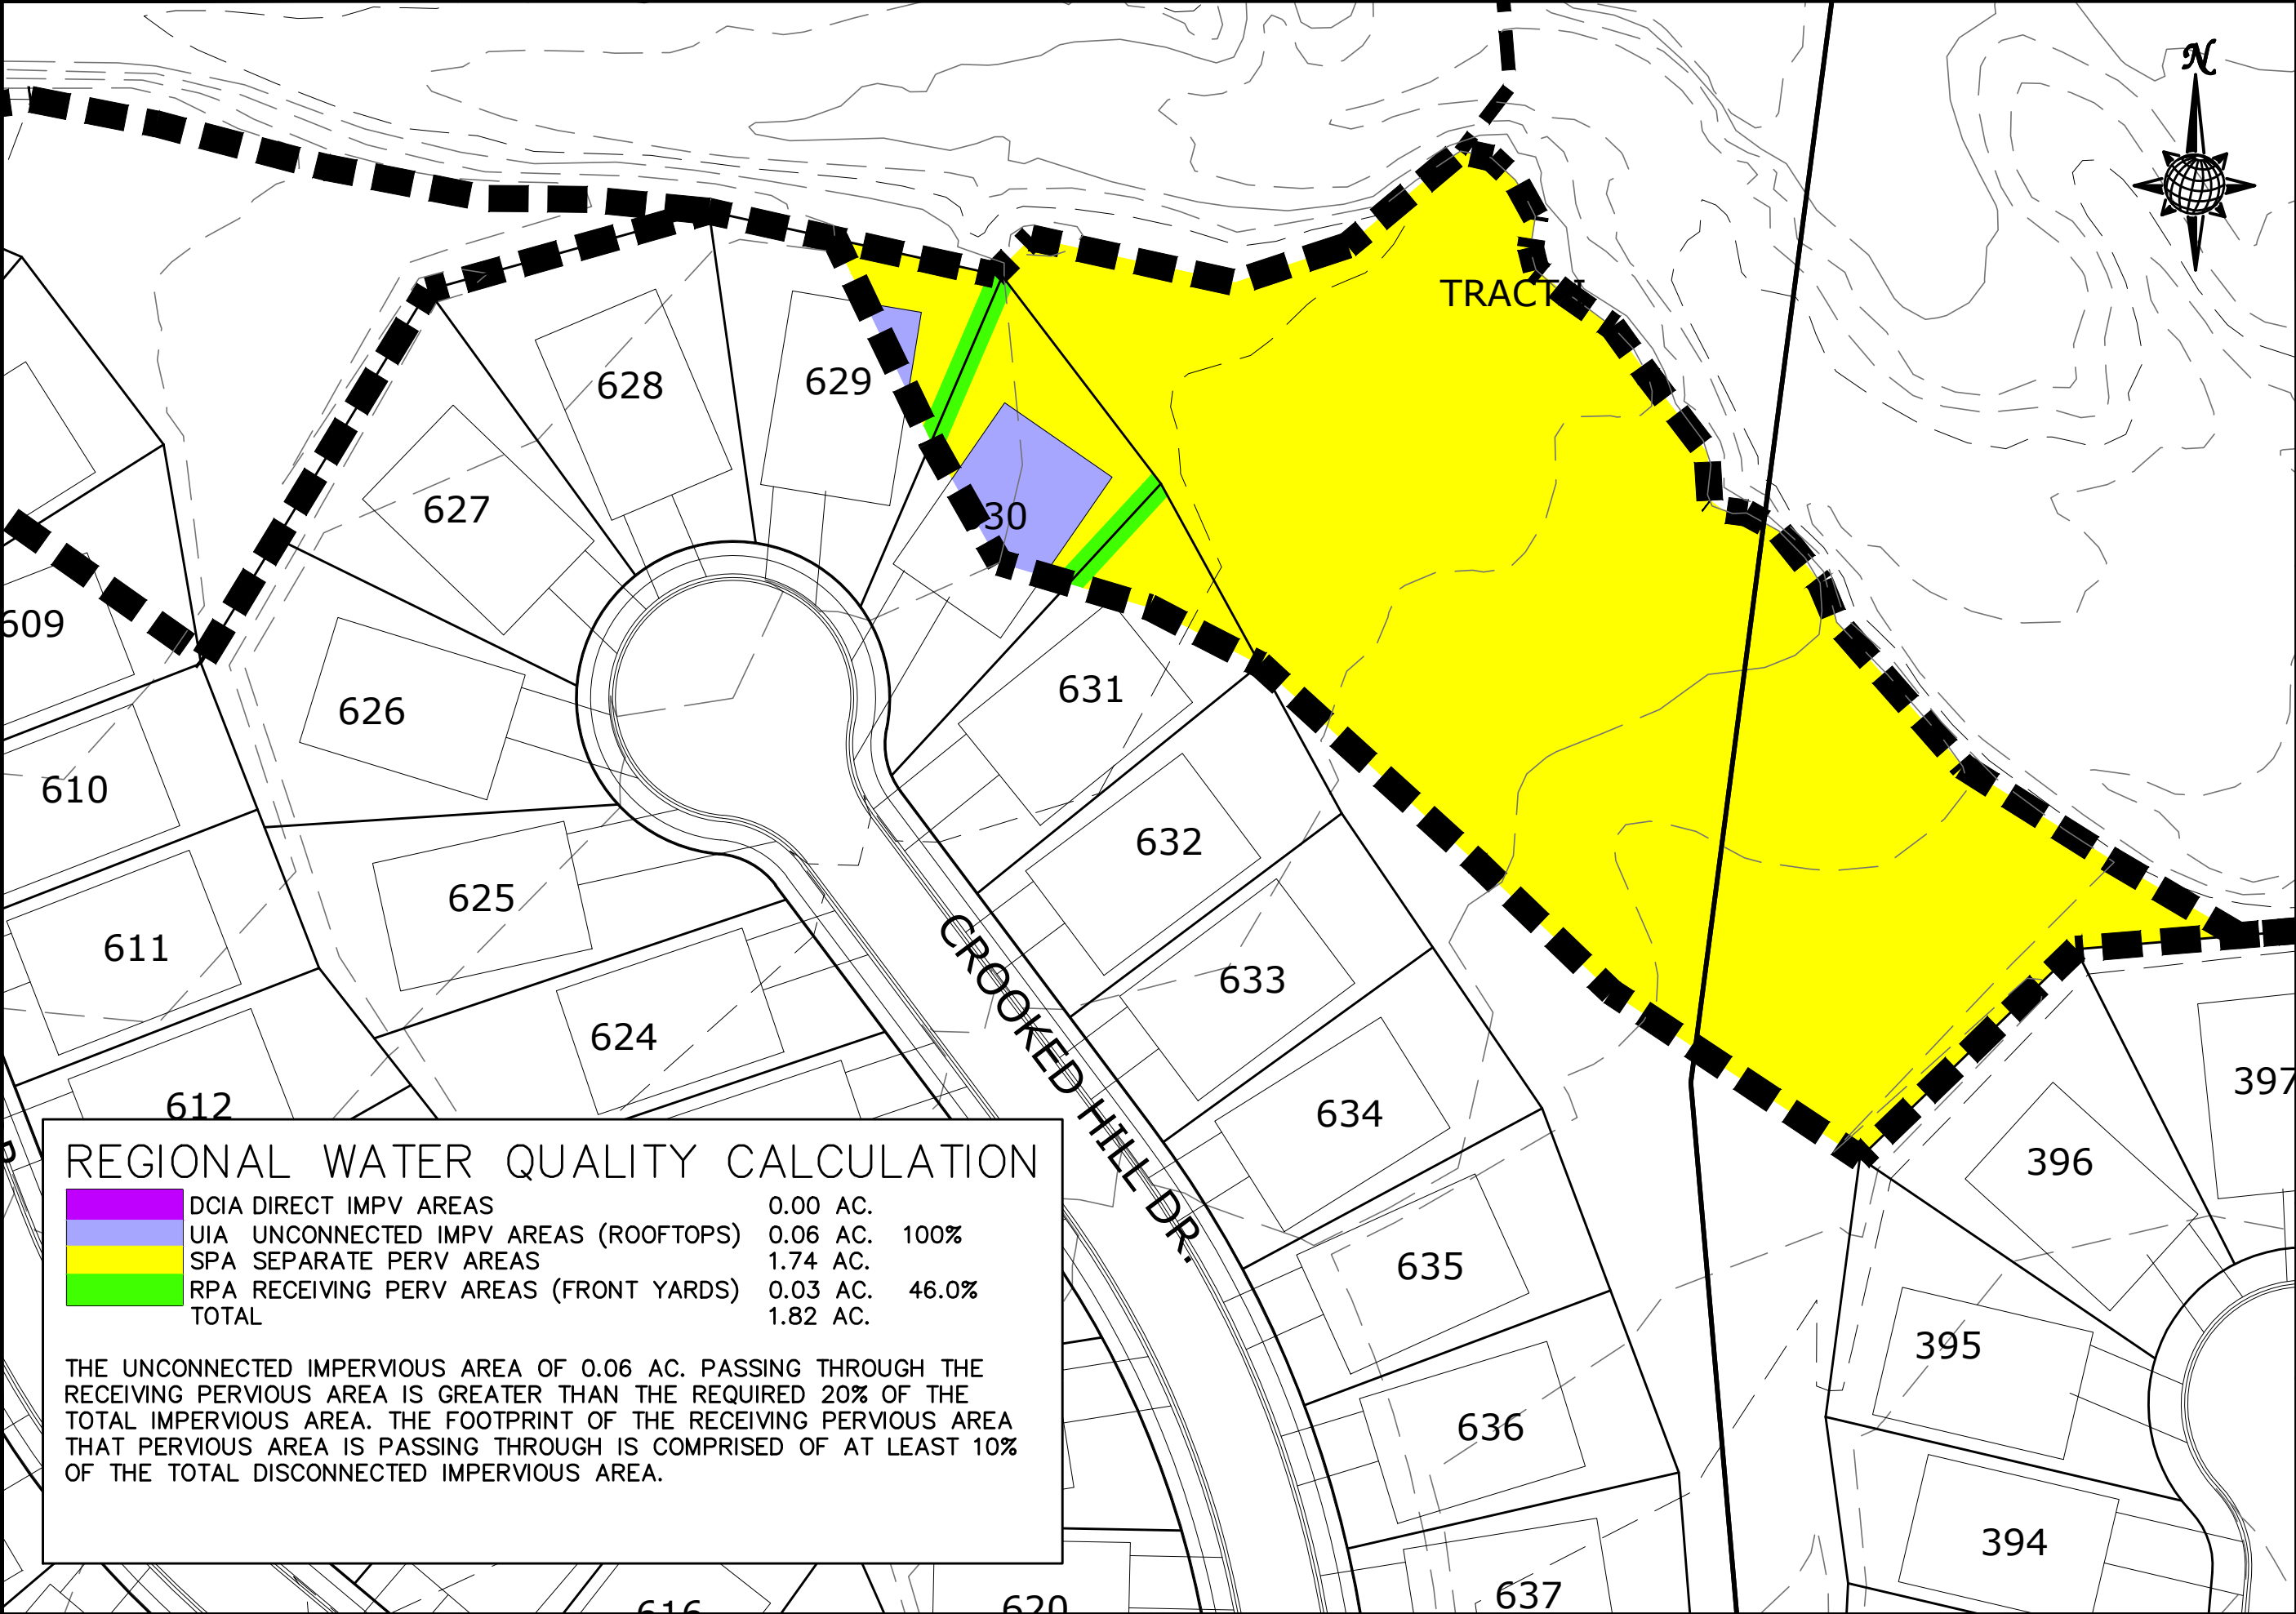 N
TRACT
628
629
627
30
609
631
626
610
632
625
611
633
CROOKED HILL DR.
624
397
612
634
396
REGIONAL WATER QUALITY CALCULATION
DCIA DIRECT IMPV AREAS 0.00 AC.
UIA UNCONNECTED IMPV AREAS (ROOFTOPS) 0.06 AC. 100%
SPA SEPARATE PERV AREAS 1.74 AC.
RPA RECEIVING PERV AREAS (FRONT YARDS) 0.03 AC. 46.0%
TOTAL 1.82 AC.
THE UNCONNECTED IMPERVIOUS AREA OF 0.06 AC. PASSING THROUGH THE
RECEIVING PERVIOUS AREA IS GREATER THAN THE REQUIRED 20% OF THE
TOTAL IMPERVIOUS AREA. THE FOOTPRINT OF THE RECEIVING PERVIOUS AREA
THAT PERVIOUS AREA IS PASSING THROUGH IS COMPRISED OF AT LEAST 10%
OF THE TOTAL DISCONNECTED IMPERVIOUS AREA.
635
395
636
394
637
616
620